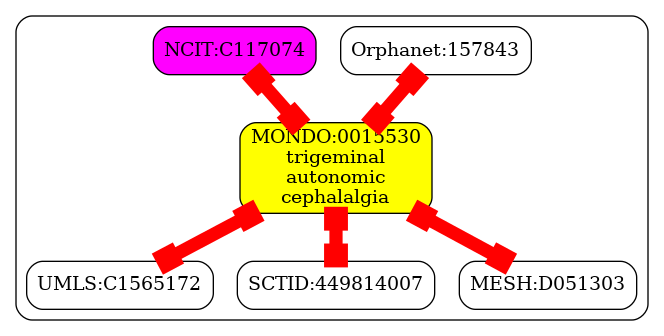 NCIT:C117074
Orphanet:157843
MONDO:0015530
trigeminal
autonomic
cephalalgia
UMLS:C1565172
SCTID:449814007
MESH:D051303